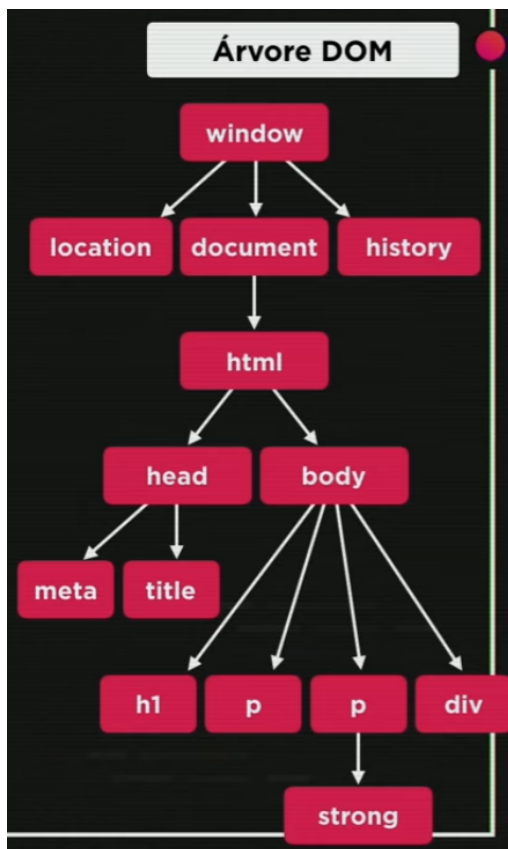 Árvore DOM
window
location document history
html
head body
meta title
h1 p p div
strong